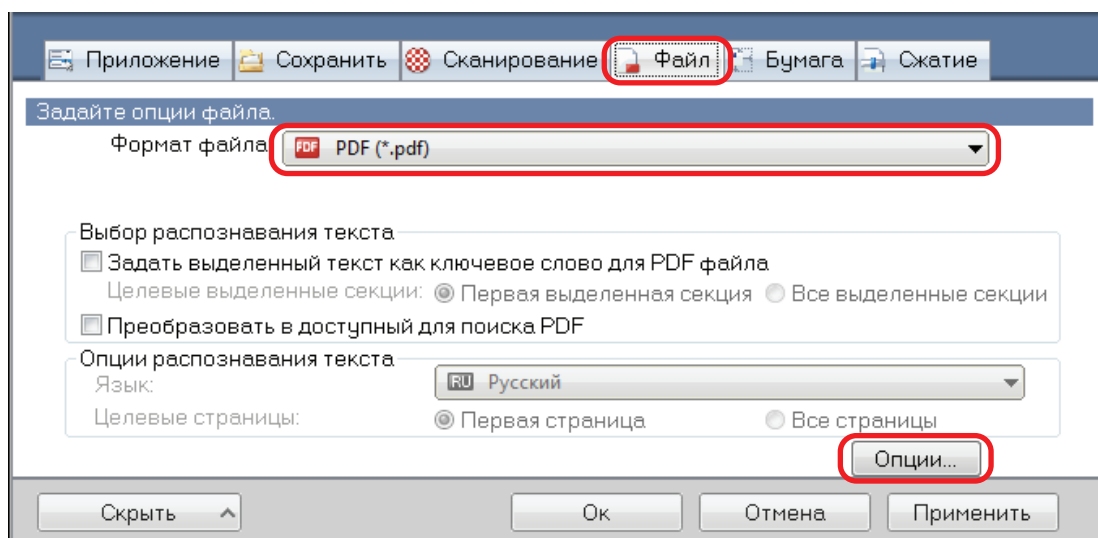 Приложение Сохранить Сканирование Файл Бумага Сжатие
Задайте опции файла.
Формат файла PDF PDF (*.pdf)
Выбор распознавания текста
Задать выделенный текст как ключевое слово для PDF файла
Целевые выделенные секции: Первая выделенная секция Все выделенные секции
Преобразовать в доступный для поиска PDF
Опции распознавания текста
Язык: RU Русский
Целевые страницы: Первая страница Все страницы
Опции...
Скрыть Ок Отмена Применить